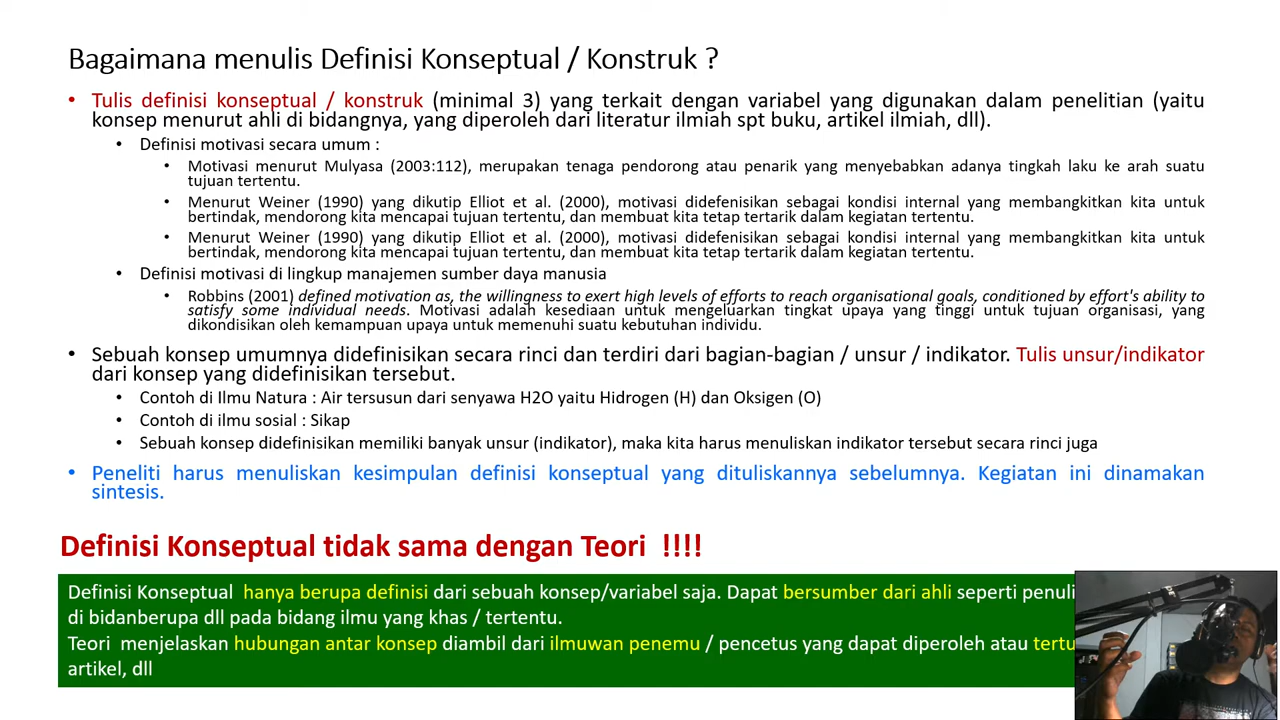 Bagaimana menulis Definisi Konseptual / Konstruk ?
• Tulis definisi konseptual / konstruk (minimal 3) yang terkait dengan variabel yang digunakan dalam penelitian (yaitu
konsep menurut ahli di bidangnya, yang diperoleh dari literatur ilmiah spt buku, artikel ilmiah, dll).
• Definisi motivasi secara umum :
• Motivasi menurut Mulyasa (2003:112), merupakan tenaga pendorong atau penarik yang menyebabkan adanya tingkah laku ke arah suatu
tujuan tertentu.
• Menurut Weiner (1990) yang dikutip Elliot et al. (2000), motivasi didefenisikan sebagai kondisi internal yang membangkitkan kita untuk
bertindak, mendorong kita mencapai tujuan tertentu, dan membuat kita tetap tertarik dalam kegiatan tertentu.
• Menurut Weiner (1990) yang dikutip Elliot et al. (2000), motivasi didefenisikan sebagai kondisi internal yang membangkitkan kita untuk
bertindak, mendorong kita mencapai tujuan tertentu, dan membuat kita tetap tertarik dalam kegiatan tertentu.
• Definisi motivasi di lingkup manajemen sumber daya manusia
• Robbins (2001) defined motivation as, the willingness to exert high levels of efforts to reach organisational goals, conditioned by effort's ability to
satisfy some individual needs. Motivasi adalah kesediaan untuk mengeluarkan tingkat upaya yang tinggi untuk tujuan organisasi, yang
dikondisikan oleh kemampuan upaya untuk memenuhi suatu kebutuhan individu.
• Sebuah konsep umumnya didefinisikan secara rinci dan terdiri dari bagian-bagian / unsur / indikator. Tulis unsur/indikator
dari konsep yang didefinisikan tersebut.
• Contoh di Ilmu Natura : Air tersusun dari senyawa H2O yaitu Hidrogen (H) dan Oksigen (O)
• Contoh di ilmu sosial : Sikap
• Sebuah konsep didefinisikan memiliki banyak unsur (indikator), maka kita harus menuliskan indikator tersebut secara rinci juga
• Peneliti harus menuliskan kesimpulan definisi konseptual yang dituliskannya sebelumnya. Kegiatan ini dinamakan
sintesis.
Definisi Konseptual tidak sama dengan Teori !!!!
Definisi Konseptual hanya berupa definisi dari sebuah konsep/variabel saja. Dapat bersumber dari ahli seperti
di bidanberupa dll pada bidang ilmu yang khas / tertentu.
Teori menjelaskan hubungan antar konsep diambil dari ilmuwan penemu / pencetus yang dapat diperoleh atau
artikel, dll